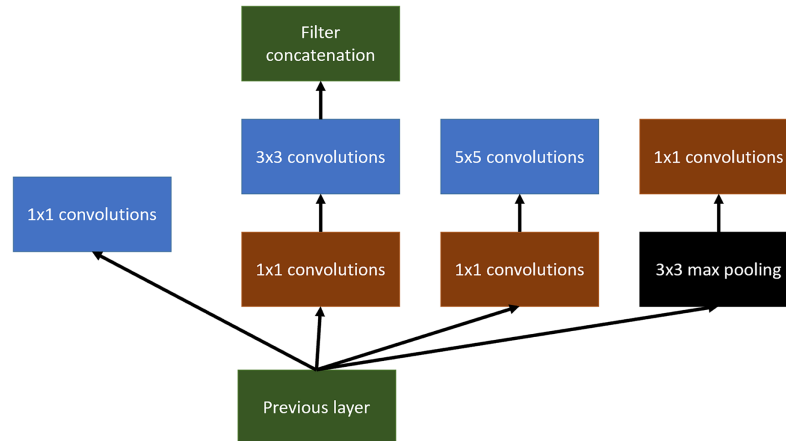 Filter
concatenation
3x3 convolutions
5x5 convolutions
1x1 convolutions
1x1 convolutions
1x1 convolutions
1x1 convolutions
3x3 max pooling
Previous layer